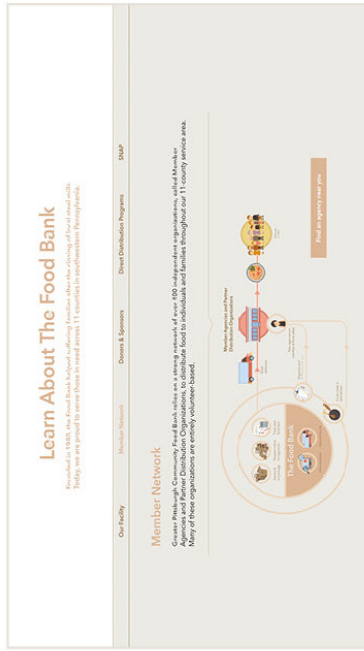 Learn About The Food Bank
Founded in 1980, the Food Bank helped suffering families after the closing of local steel mills.
Today, we are proud to serve those in need across 11 counties in southwestern Pennsylvania.
Our Facility
Member Network
Donors & Sponsors
Direct Distribution Programs
SNAP
Member Network
Greater Pittsburgh Community Food Bank relies on a strong network of over 400 independent organizations, called Member
Agencies and Partner Distribution Organizations, to distribute food to individuals and families throughout our 11-county service area.
Many of these organizations are entirely volunteer-based.
Member Agencies and Partner
Distribution Organizations
The Food Bank
Find an agency near you